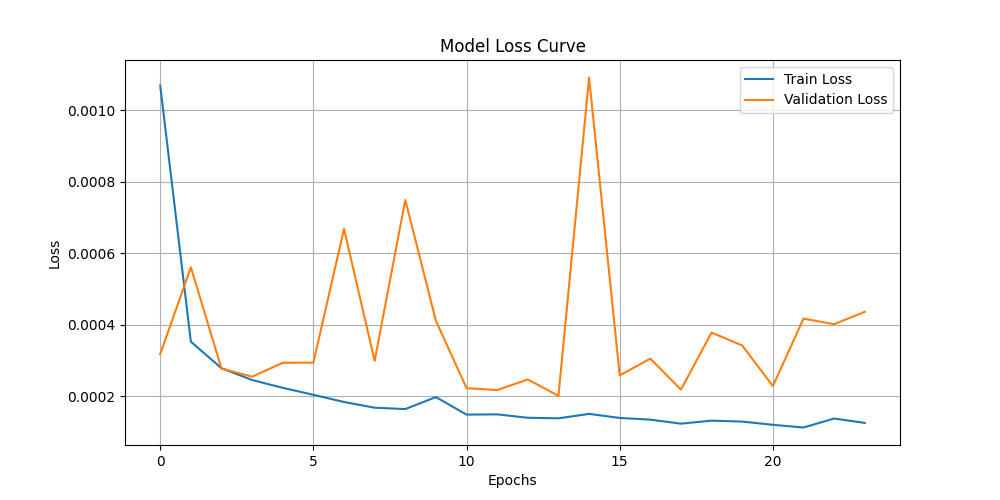 Model Loss Curve
Train Loss
Validation Loss
0.0010
0.0008
0.0006
0.0004
0.0002
Loss
0
5
10
15
20
Epochs